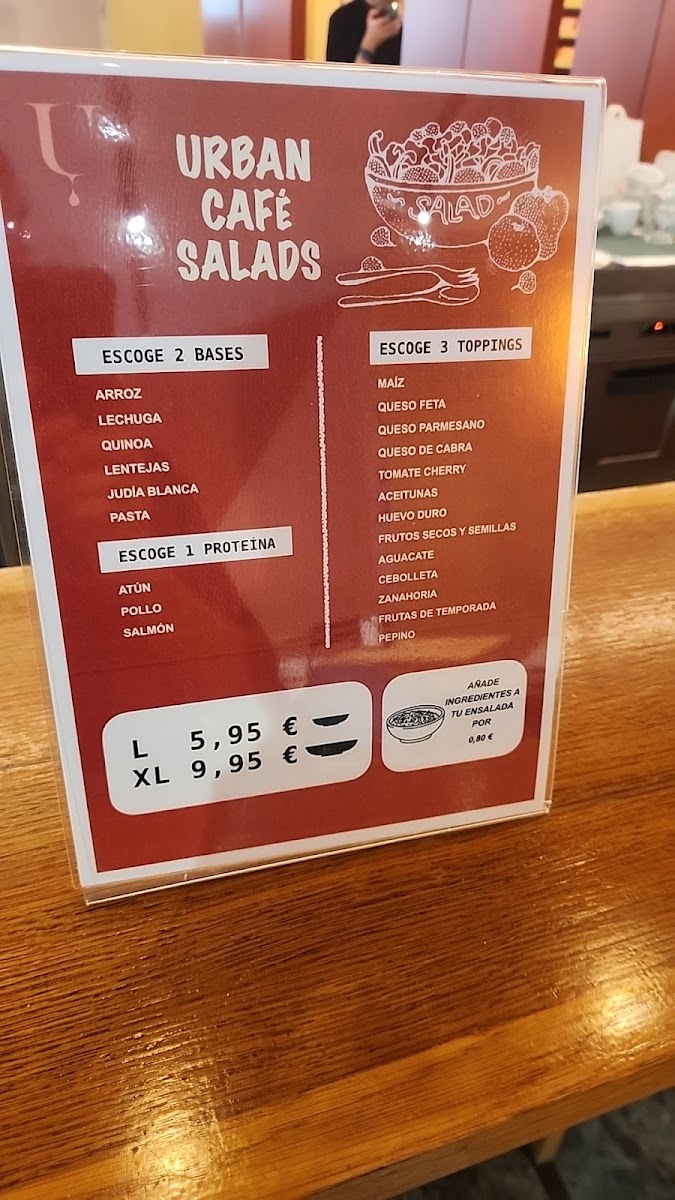 U
URBAN
CAFÉ
SALADS
SALAD
ESCOGE 2 BASES
ARROZ
LECHUGA
QUINOA
LENTEJAS
JUDÍA BLANCA
PASTA
ESCOGE 1 PROTEÍNA
ATÚN
POLLO
SALMÓN
ESCOGE 3 TOPPINGS
MAÍZ
QUESO FETA
QUESO PARMESANO
QUESO DE CABRA
TOMATE CHERRY
ACEITUNAS
HUEVO DURO
FRUTOS SECOS Y SEMILLAS
AGUACATE
CEBOLLETA
ZANAHORIA
FRUTAS DE TEMPORADA
PEPINO
L 5,95 €
XL 9,95 €
AÑADE
INGREDIENTES A
TU ENSALADA
POR
0,80 €